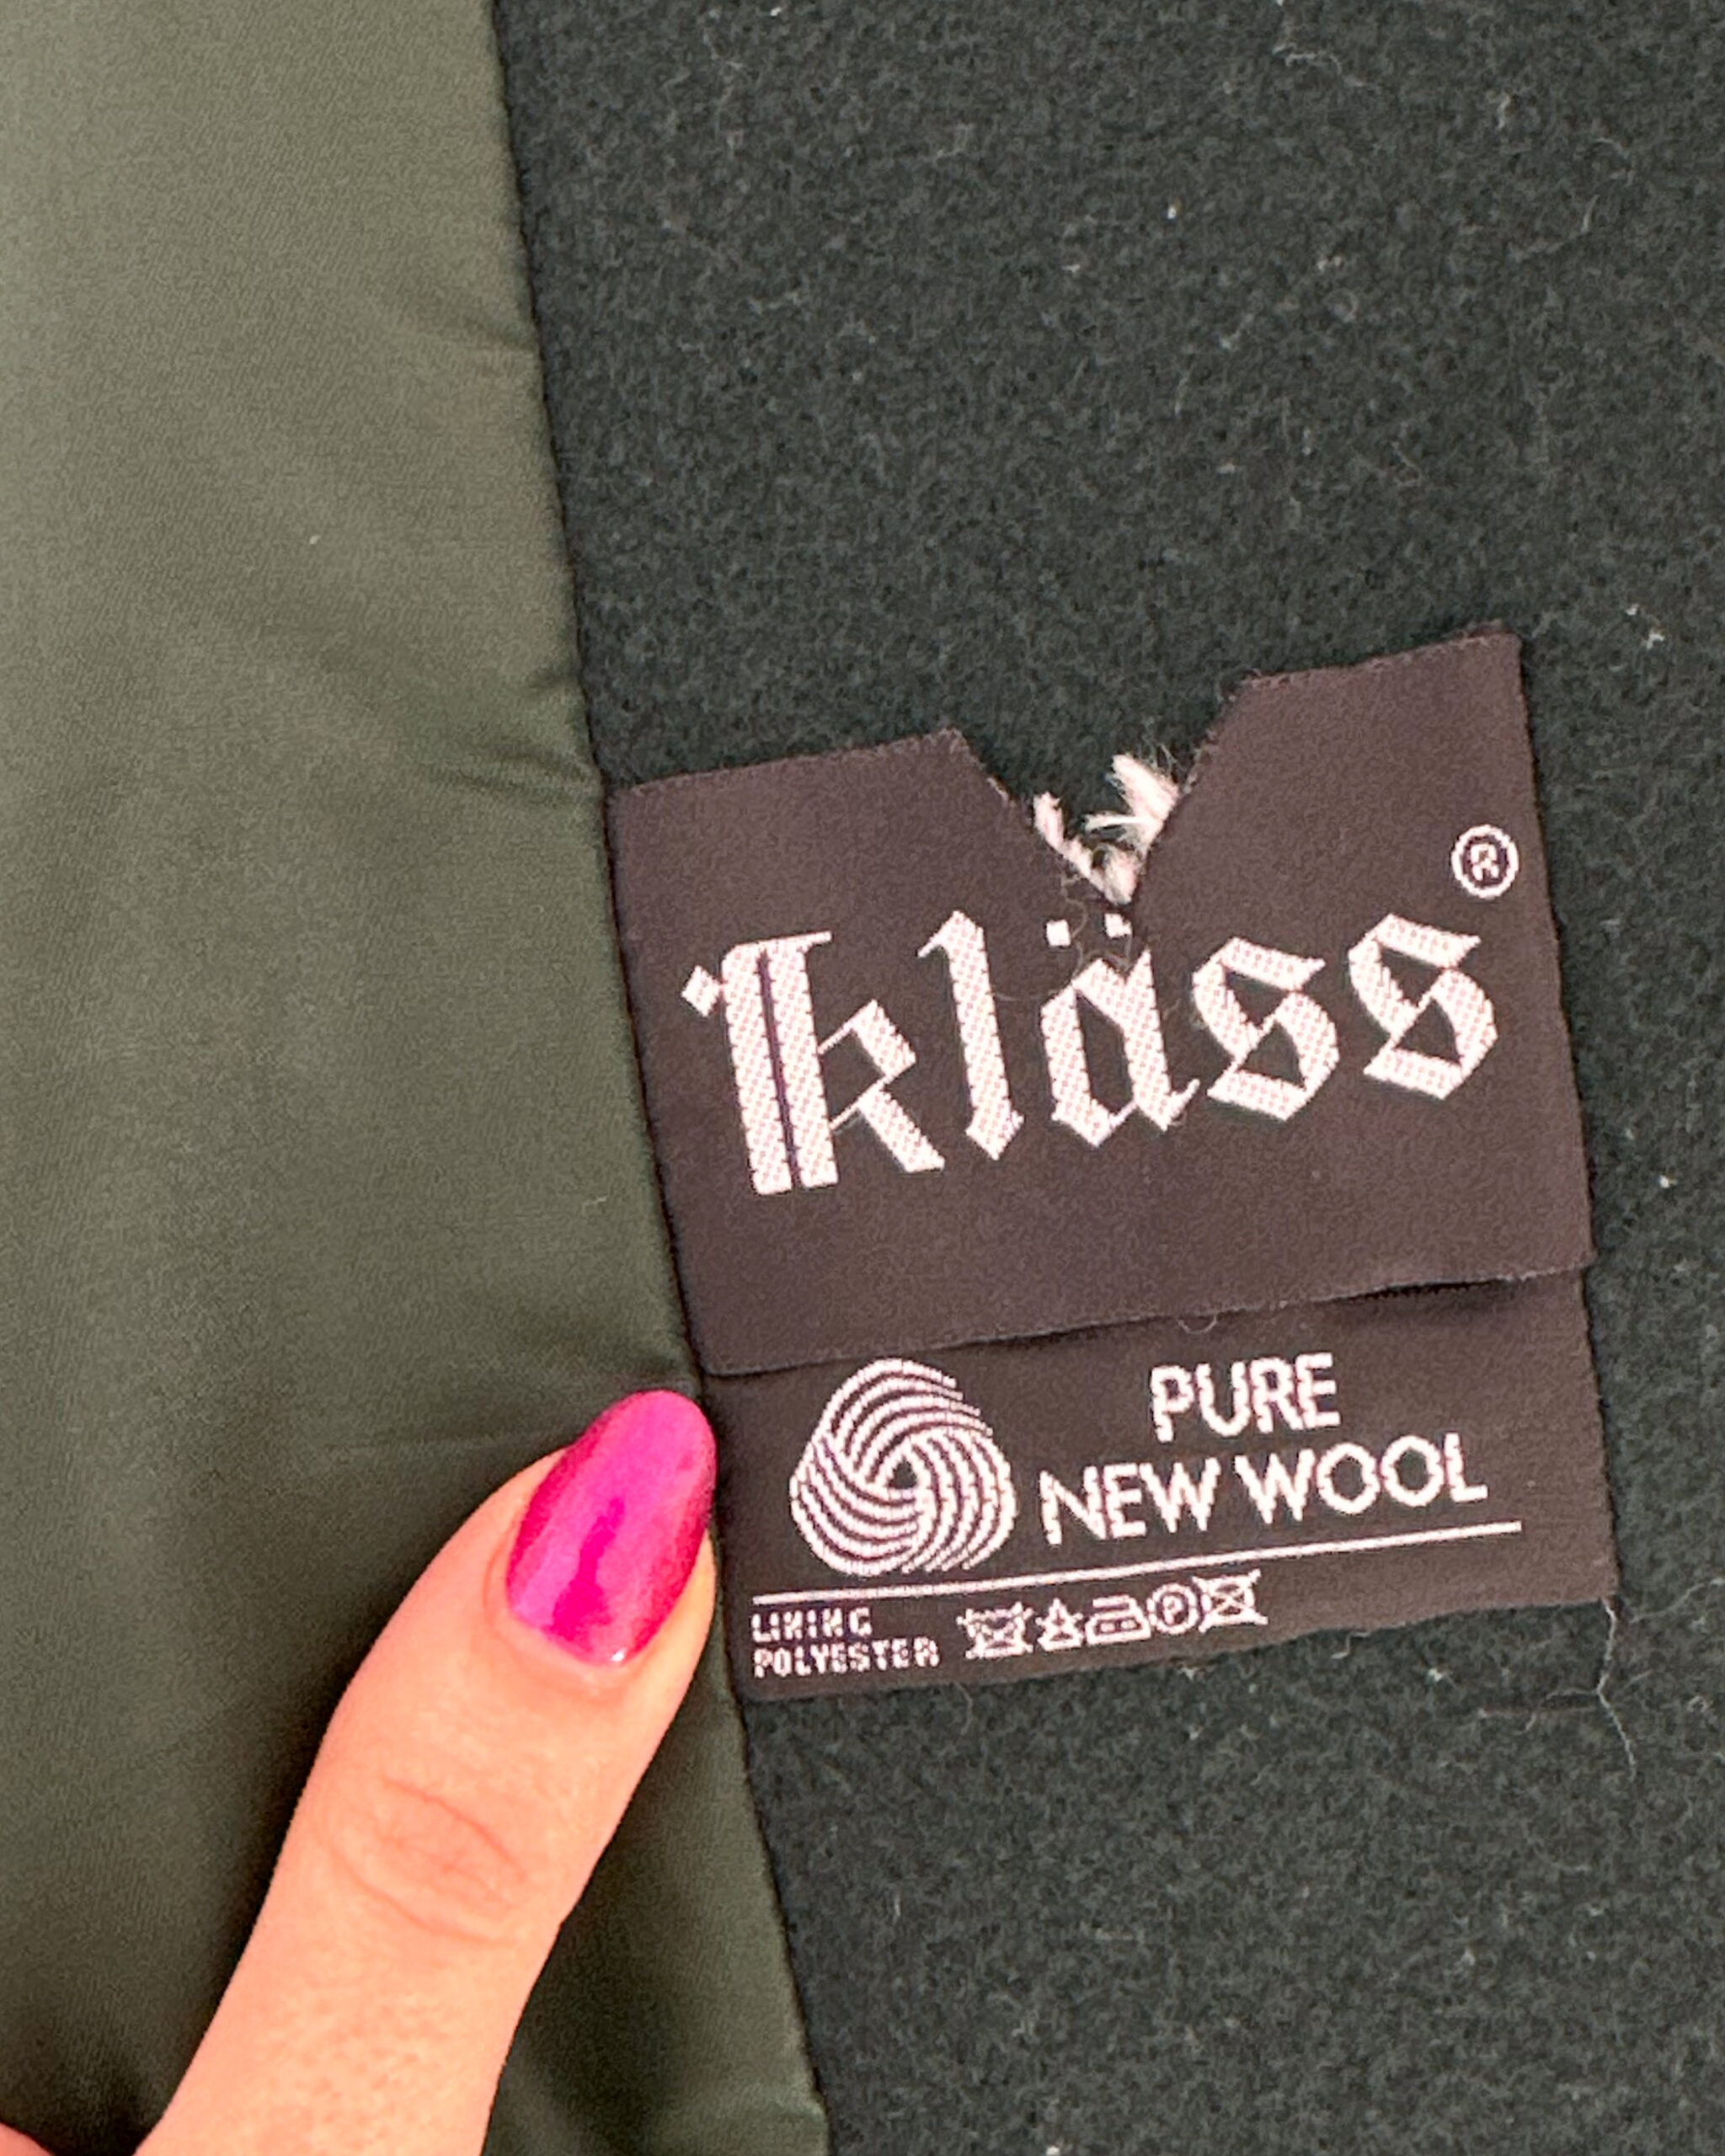 kläss ®
PURE
NEW WOOL
LINING
POLYESTER
P